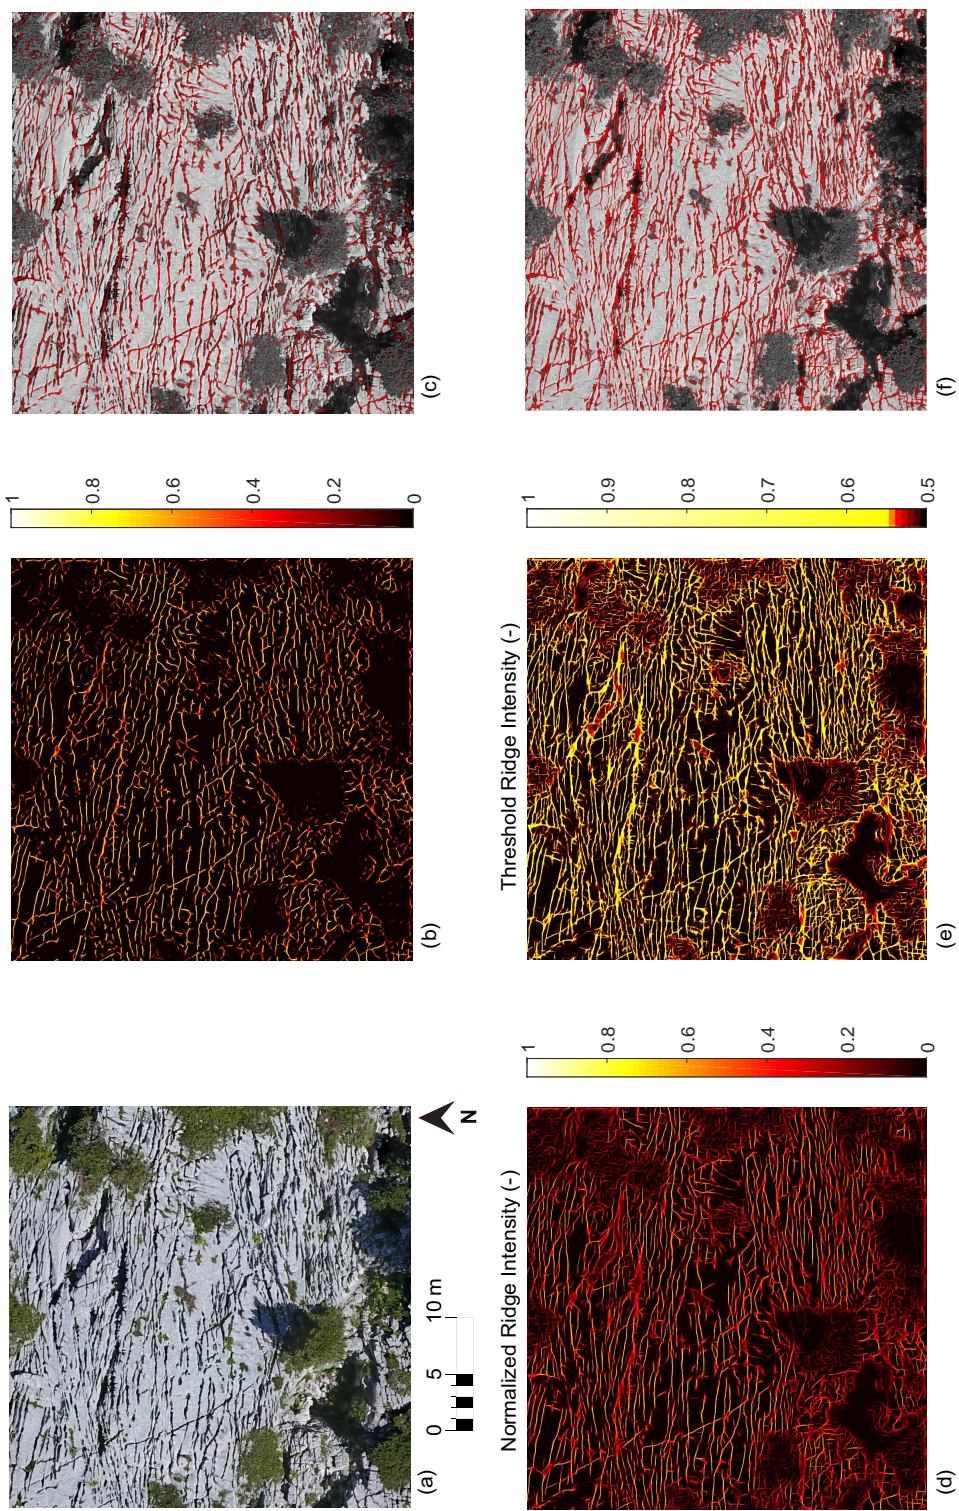 (a)
0 5 10 m
N
(b)
1
0.8
0.6
0.4
0.2
0
(c)
Normalized Ridge Intensity (-)
(d)
1
0.8
0.6
0.4
0.2
0
Threshold Ridge Intensity (-)
(e)
1
0.9
0.8
0.7
0.6
0.5
(f)